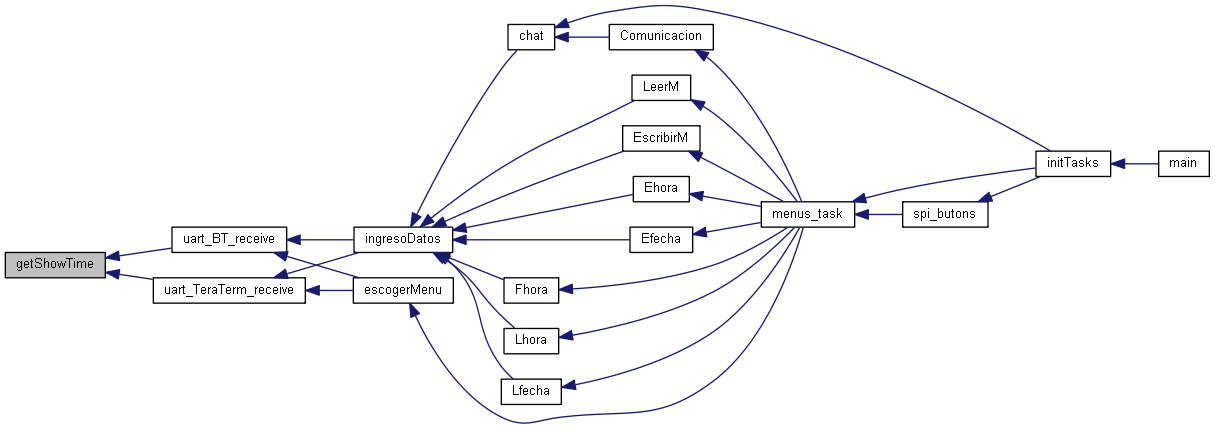 chat
Comunicacion
LeerM
EscribirM
initTasks
main
Ehora
menus_task
spi_butons
uart_BT_receive
ingresoDatos
Efecha
getShowTime
uart_TeraTerm_receive
escogerMenu
Fhora
Lhora
Lfecha